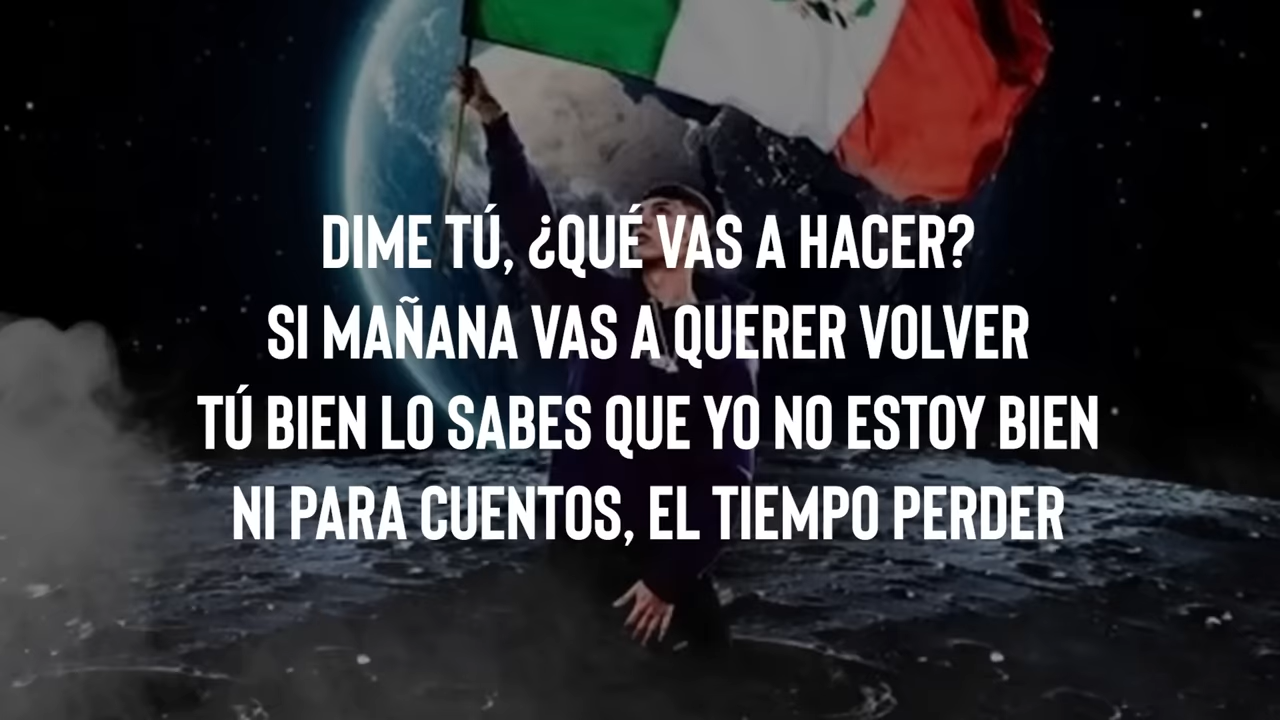 DIME TÚ, ¿QUÉ VAS A HACER?
SI MAÑANA VAS A QUERER VOLVER
TÚ BIEN LO SABES QUE YO NO ESTOY BIEN
NI PARA CUENTOS, EL TIEMPO PERDER